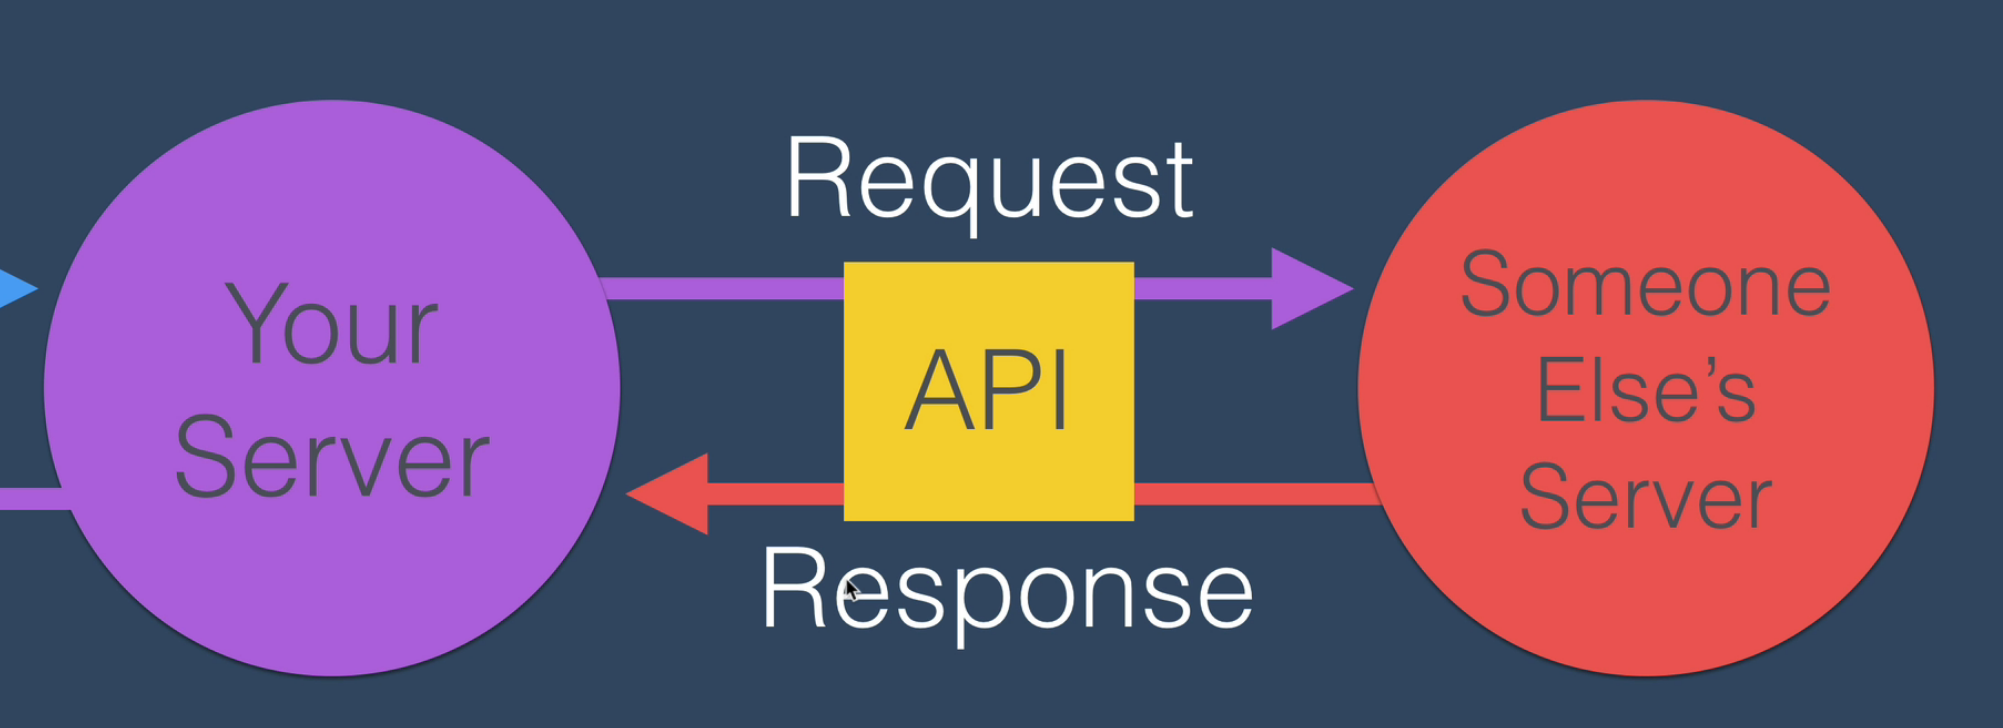 Request
Your
Server
API
Someone
Else’s
Server
Response